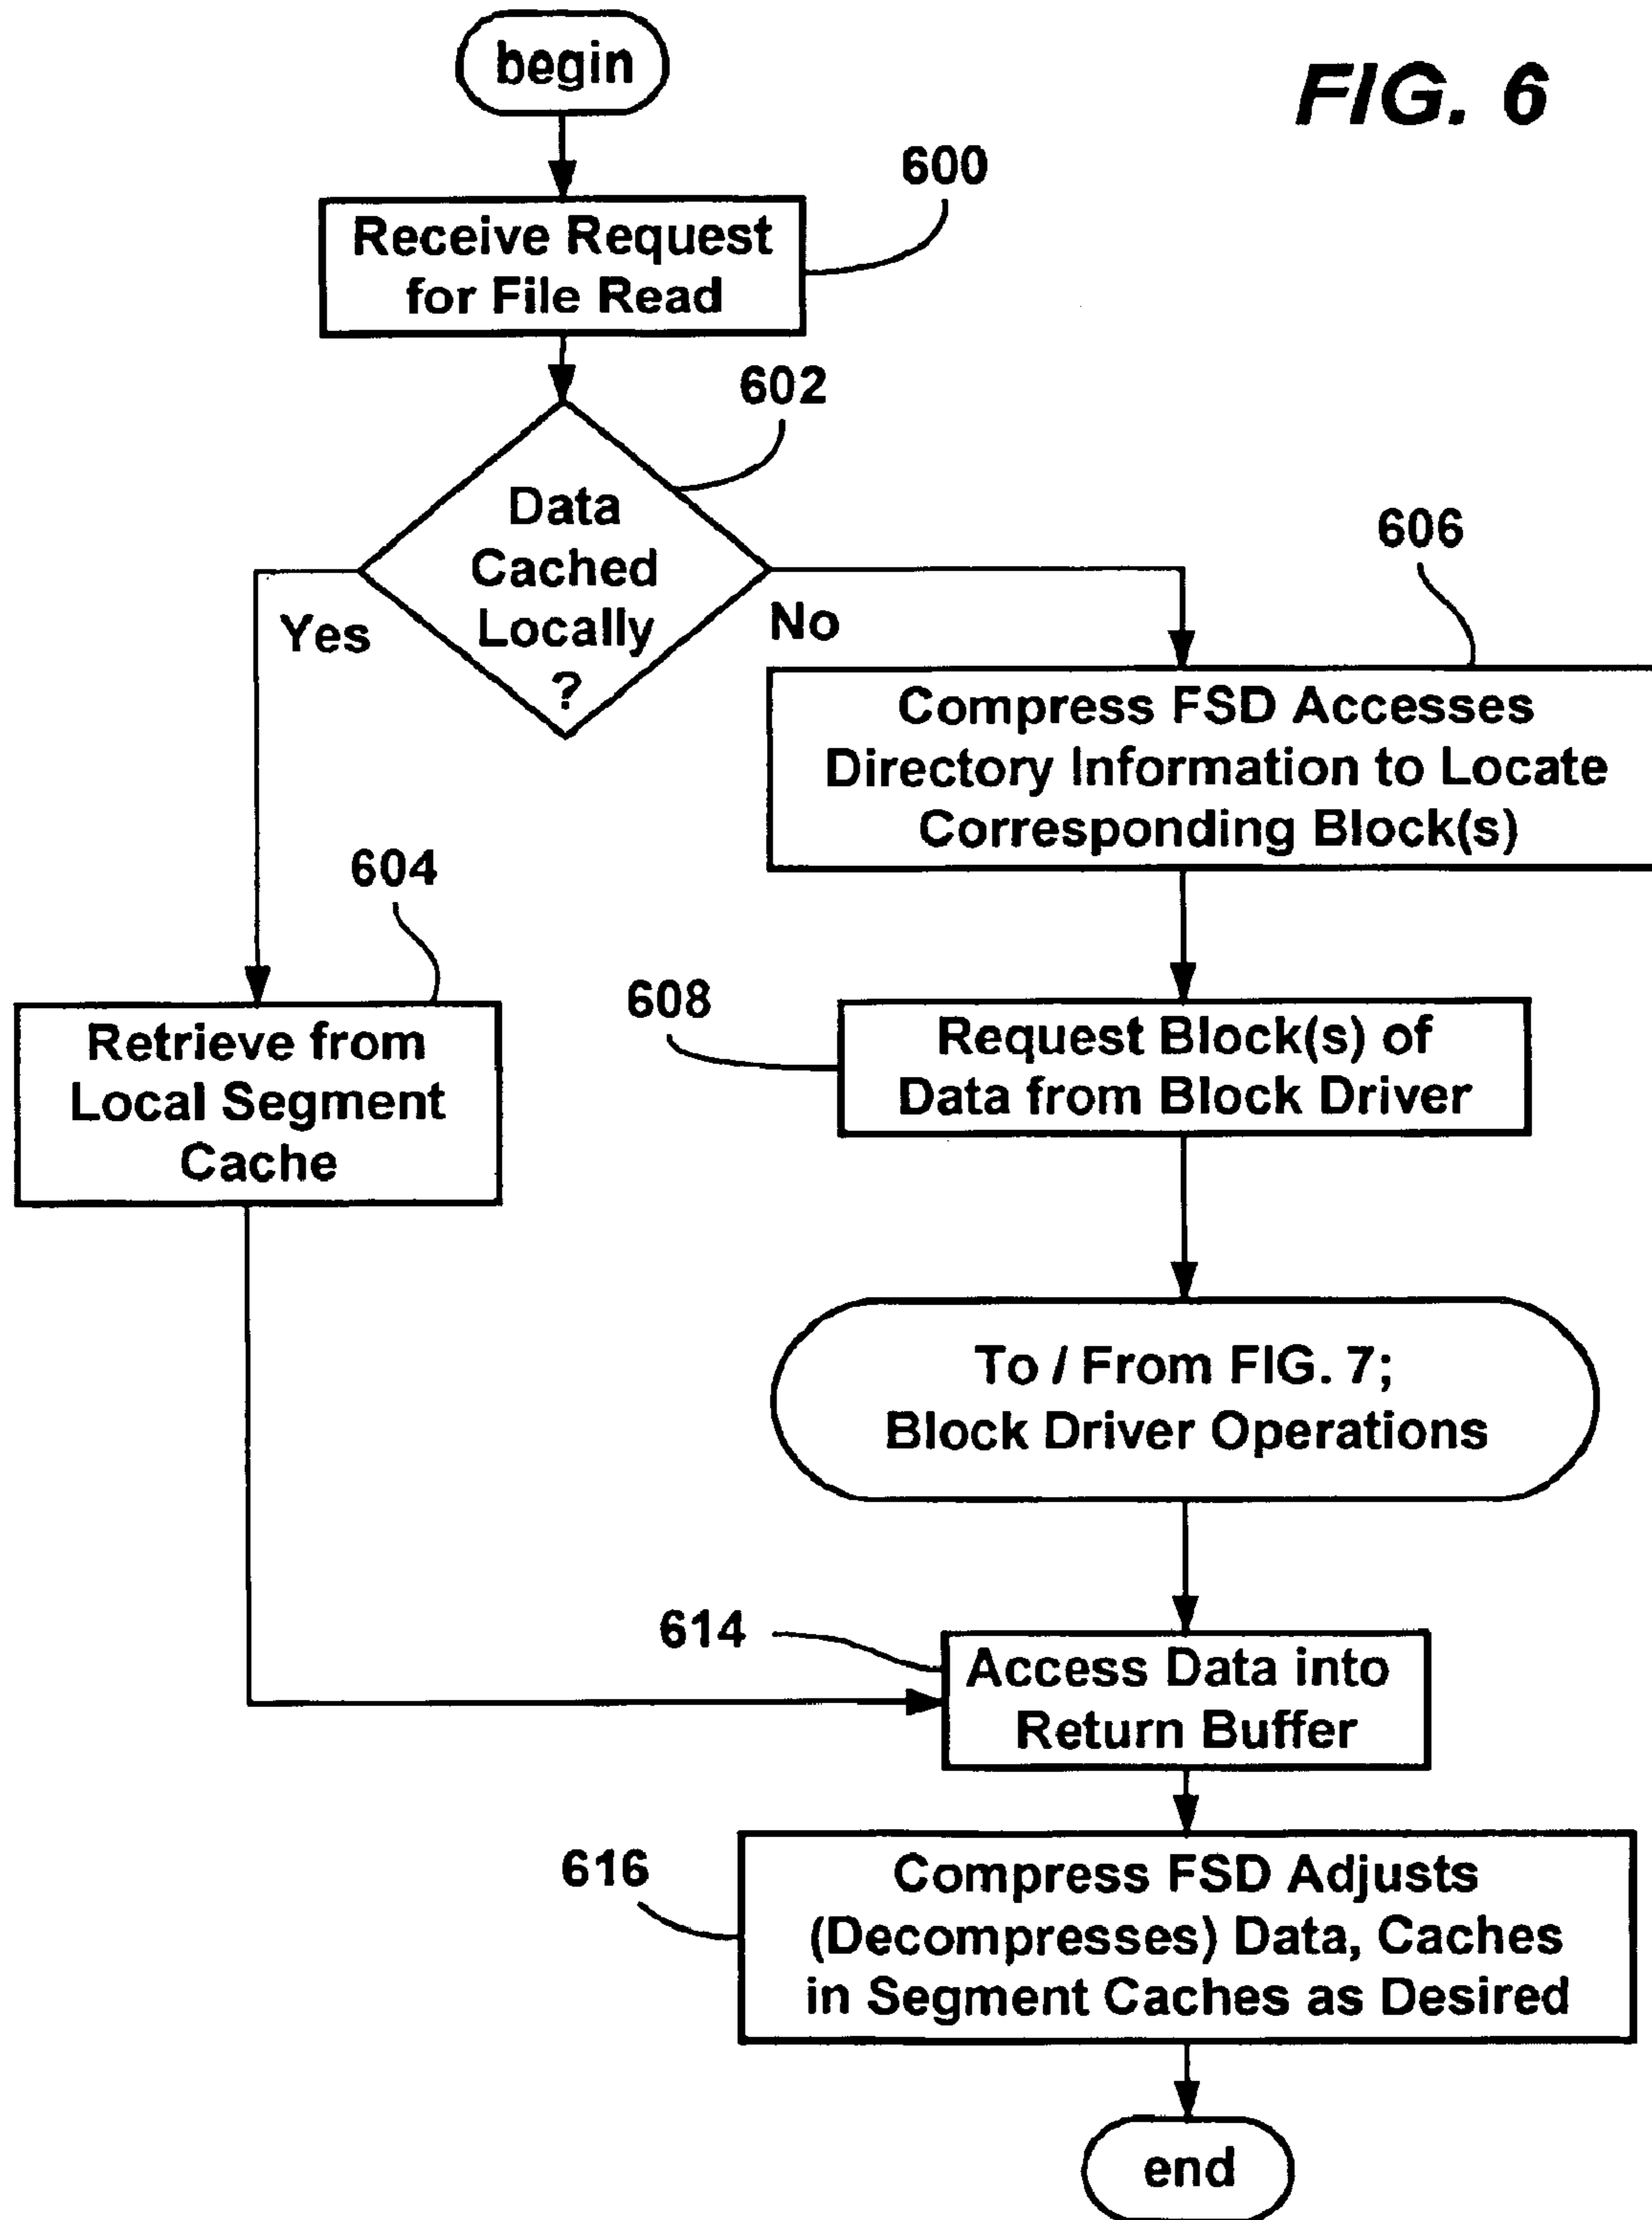 begin
FIG. 6
600
Receive Request
for File Read
602
Data
Cached
Locally
?
Yes
No
606
Compress FSD Accesses
Directory Information to Locate
Corresponding Block(s)
604
Retrieve from
Local Segment
Cache
608
Request Block(s) of
Data from Block Driver
To / From FIG. 7;
Block Driver Operations
614
Access Data into
Return Buffer
616
Compress FSD Adjusts
(Decompresses) Data, Caches
in Segment Caches as Desired
end